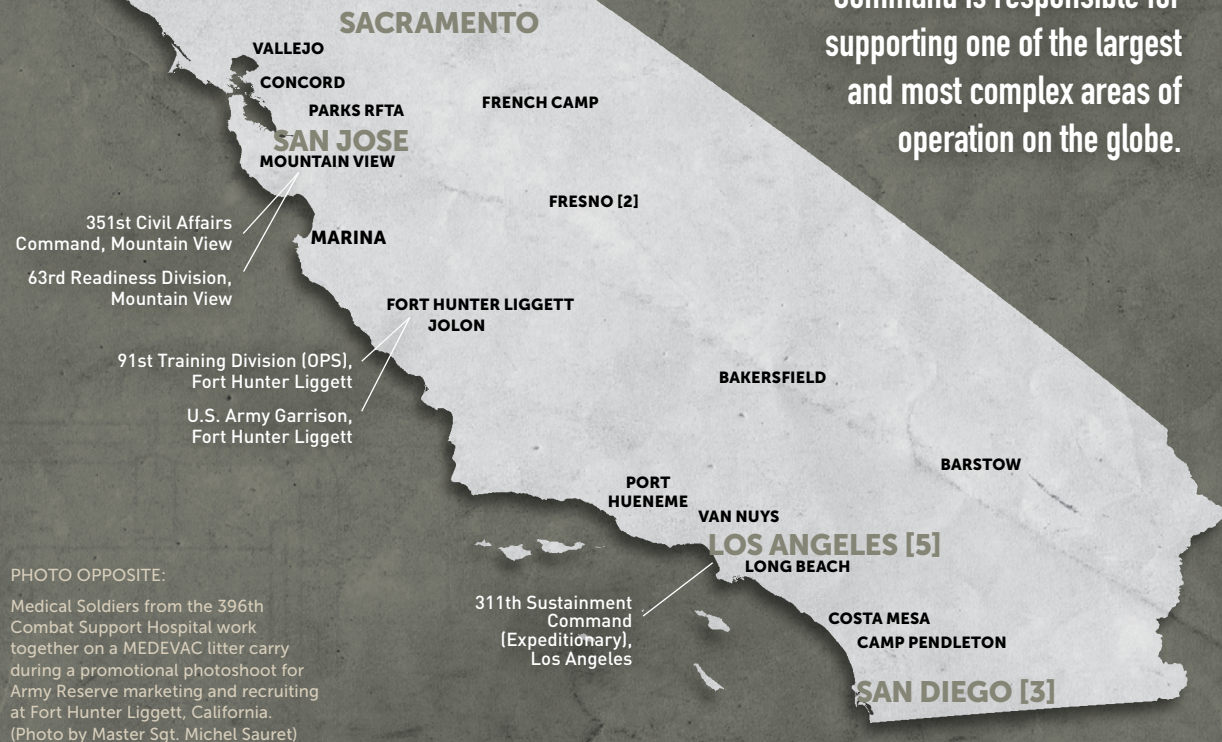 Command is responsible for
supporting one of the largest
and most complex areas of
operation on the globe.
SACRAMENTO
VALLEJO
CONCORD
PARKS RFTA
FRENCH CAMP
SAN JOSE
MOUNTAIN VIEW
FRESNO [2]
351st Civil Affairs
Command, Mountain View
63rd Readiness Division,
Mountain View
MARINA
FORT HUNTER LIGGETT
JOLON
91st Training Division (OPS),
Fort Hunter Liggett
U.S. Army Garrison,
Fort Hunter Liggett
BAKERSFIELD
BARSTOW
PORT
HUENEME
VAN NUYS
LOS ANGELES [5]
LONG BEACH
311th Sustainment
Command
(Expeditionary),
Los Angeles
COSTA MESA
CAMP PENDLETON
SAN DIEGO [3]
PHOTO OPPOSITE:
Medical Soldiers from the 396th
Combat Support Hospital work
together on a MEDEVAC litter carry
during a promotional photoshoot for
Army Reserve marketing and recruiting
at Fort Hunter Liggett, California.
(Photo by Master Sgt. Michel Sauret)